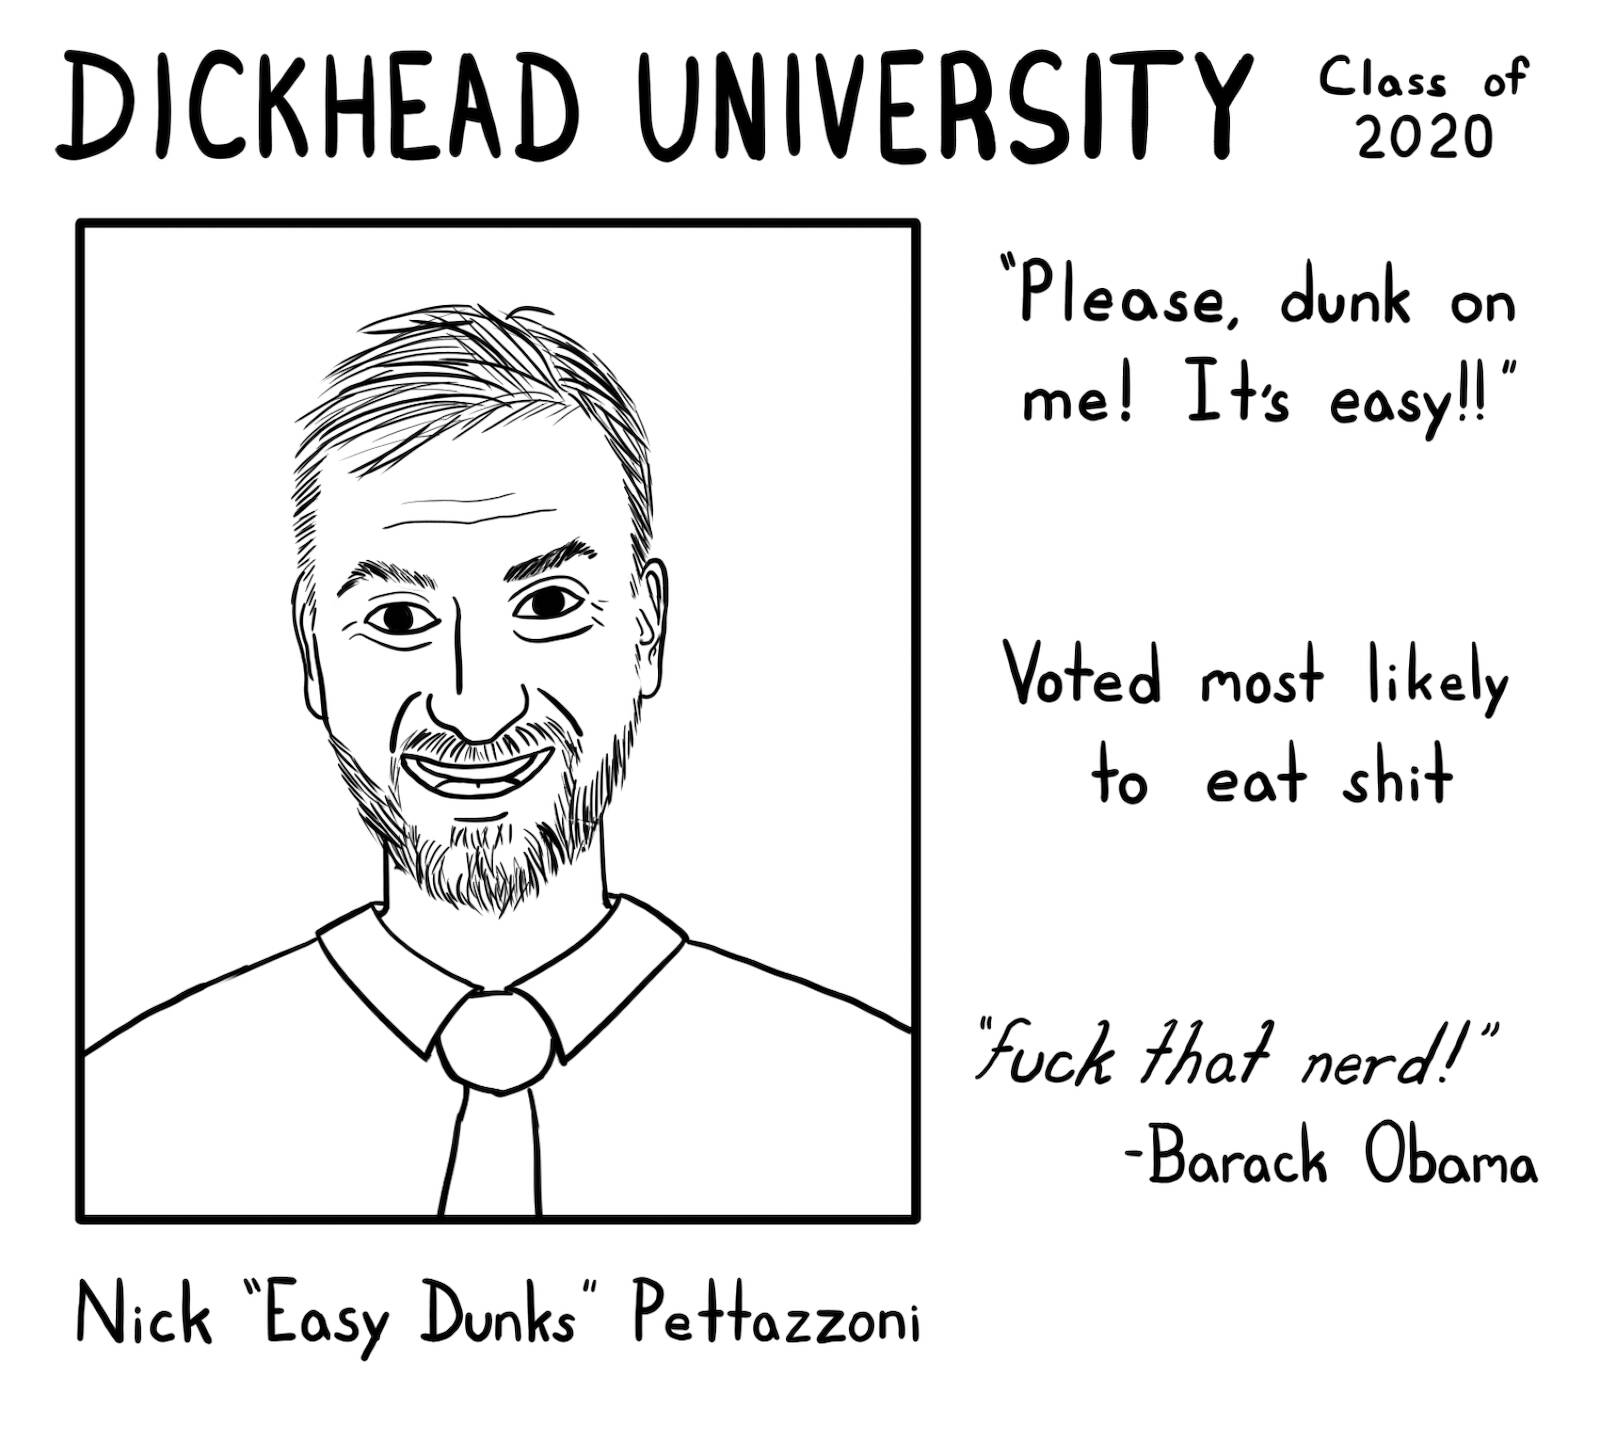 DICKHEAD UNIVERSITY
Class of
2020
"Please, dunk on
me! It's easy!!"
Voted most likely
to eat shit
"fuck that nerd!"
-Barack Obama
Nick "Easy Dunks" Pettazzoni